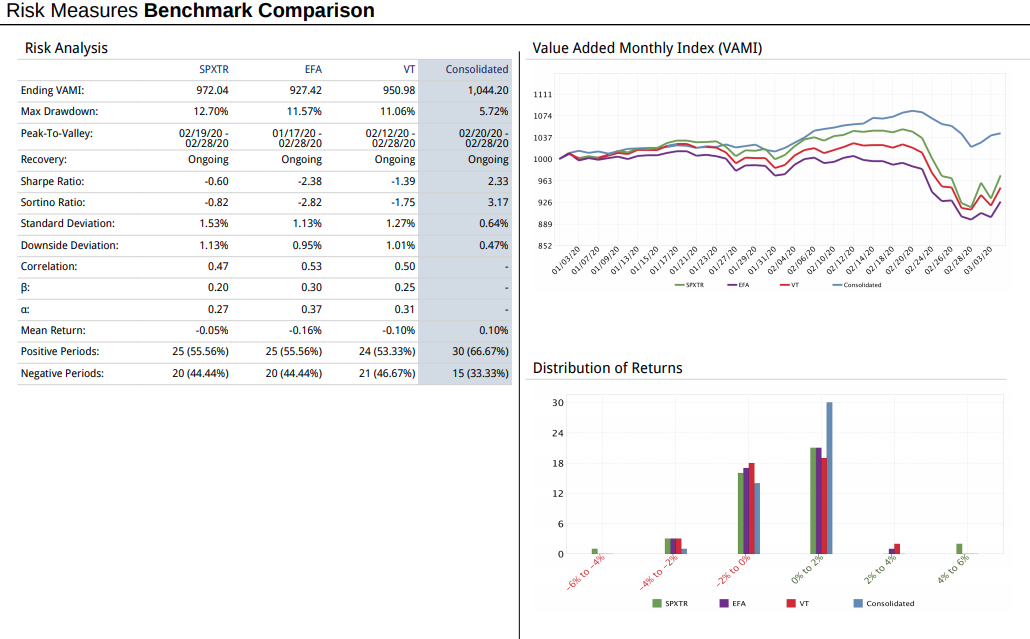 Risk Measures Benchmark Comparison
Risk Analysis
SPXTR EFA VT Consolidated
Ending VAMI: 972.04 927.42 950.98 1,044.20
Max Drawdown: 12.70% 11.57% 11.06% 5.72%
Peak-To-Valley: 02/19/20 - 01/17/20 - 02/12/20 - 02/20/20 -
02/28/20 02/28/20 02/28/20 02/28/20
Recovery: Ongoing Ongoing Ongoing Ongoing
Sharpe Ratio: -0.60 -2.38 -1.39 2.33
Sortino Ratio: -0.82 -2.82 -1.75 3.17
Standard Deviation: 1.53% 1.13% 1.27% 0.64%
Downside Deviation: 1.13% 0.95% 1.01% 0.47%
Correlation: 0.47 0.53 0.50 -
β: 0.20 0.30 0.25 -
α: 0.27 0.37 0.31 -
Mean Return: -0.05% -0.16% -0.10% 0.10%
Positive Periods: 25 (55.56%) 25 (55.56%) 24 (53.33%) 30 (66.67%)
Negative Periods: 20 (44.44%) 20 (44.44%) 21 (46.67%) 15 (33.33%)
Value Added Monthly Index (VAMI)
1111
1074
1037
1000
963
926
889
852
01/03/20 01/07/20 01/09/20 01/13/20 01/15/20 01/17/20 01/21/20 01/23/20 01/27/20 01/29/20 01/31/20 02/04/20 02/06/20 02/10/20 02/12/20 02/14/20 02/18/20 02/20/20 02/24/20 02/26/20 02/28/20 03/03/20
SPXTR EFA VT Consolidated
Distribution of Returns
30
24
18
12
6
0
-6% to -4% -4% to -2% -2% to 0% 0% to 2% 2% to 4% 4% to 6%
SPXTR EFA VT Consolidated